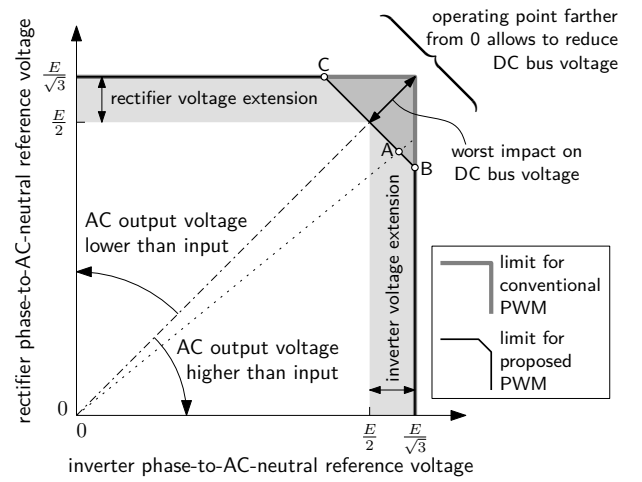 operating point farther
from 0 allows to reduce
DC bus voltage
C
E/√3
rectifier voltage extension
E/2
A
B
worst impact on
DC bus voltage
rectifier phase-to-AC-neutral reference voltage
AC output voltage
lower than input
inverter voltage extension
limit for
conventional
PWM
limit for
proposed
PWM
AC output voltage
higher than input
0
0
E/2
E/√3
inverter phase-to-AC-neutral reference voltage